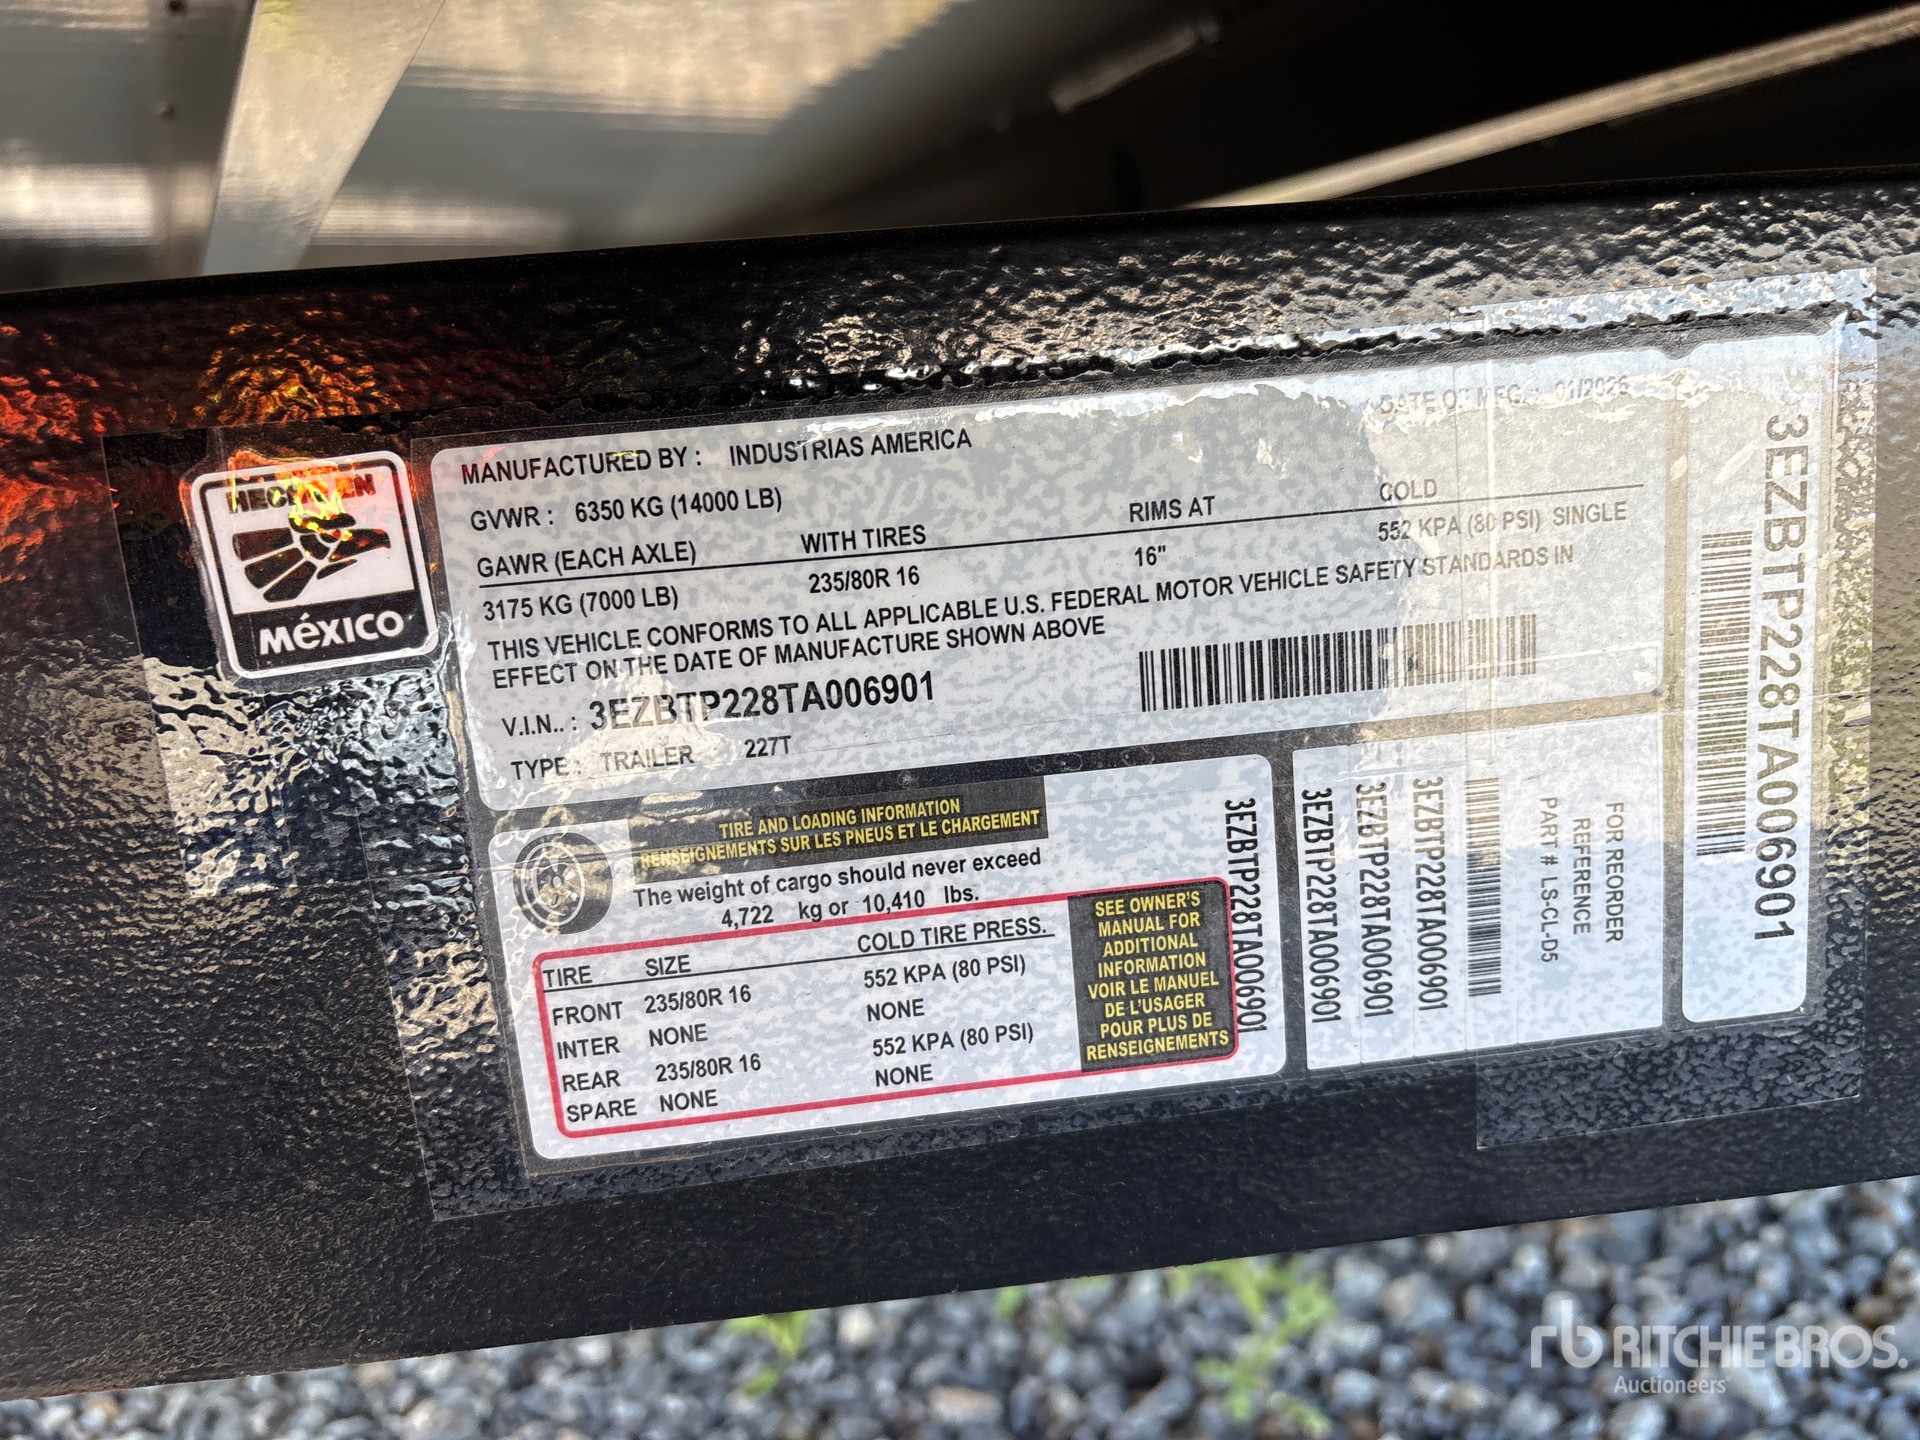 HECHO EN
MéXICO
DATE OF MFG.: 01/2026
MANUFACTURED BY : INDUSTRIAS AMERICA
GVWR : 6350 KG (14000 LB)
GAWR (EACH AXLE) WITH TIRES RIMS AT COLD
3175 KG (7000 LB) 235/80R 16 16" 552 KPA (80 PSI) SINGLE
THIS VEHICLE CONFORMS TO ALL APPLICABLE U.S. FEDERAL MOTOR VEHICLE SAFETY STANDARDS IN
EFFECT ON THE DATE OF MANUFACTURE SHOWN ABOVE
V.I.N.. : 3EZBTP228TA006901
TYPE : TRAILER 227T
TIRE AND LOADING INFORMATION
RENSEIGNEMENTS SUR LES PNEUS ET LE CHARGEMENT
The weight of cargo should never exceed
4,722 kg or 10,410 lbs.
TIRE SIZE COLD TIRE PRESS.
FRONT 235/80R 16 552 KPA (80 PSI)
INTER NONE NONE
REAR 235/80R 16 552 KPA (80 PSI)
SPARE NONE NONE
SEE OWNER'S
MANUAL FOR
ADDITIONAL
INFORMATION
VOIR LE MANUEL
DE L'USAGER
POUR PLUS DE
RENSEIGNEMENTS
3EZBTP228TA006901
3EZBTP228TA006901
3EZBTP228TA006901
3EZBTP228TA006901
FOR REORDER
REFERENCE
PART # LS-CL-D5
3EZBTP228TA006901
rb RITCHIE BROS.
Auctioneers